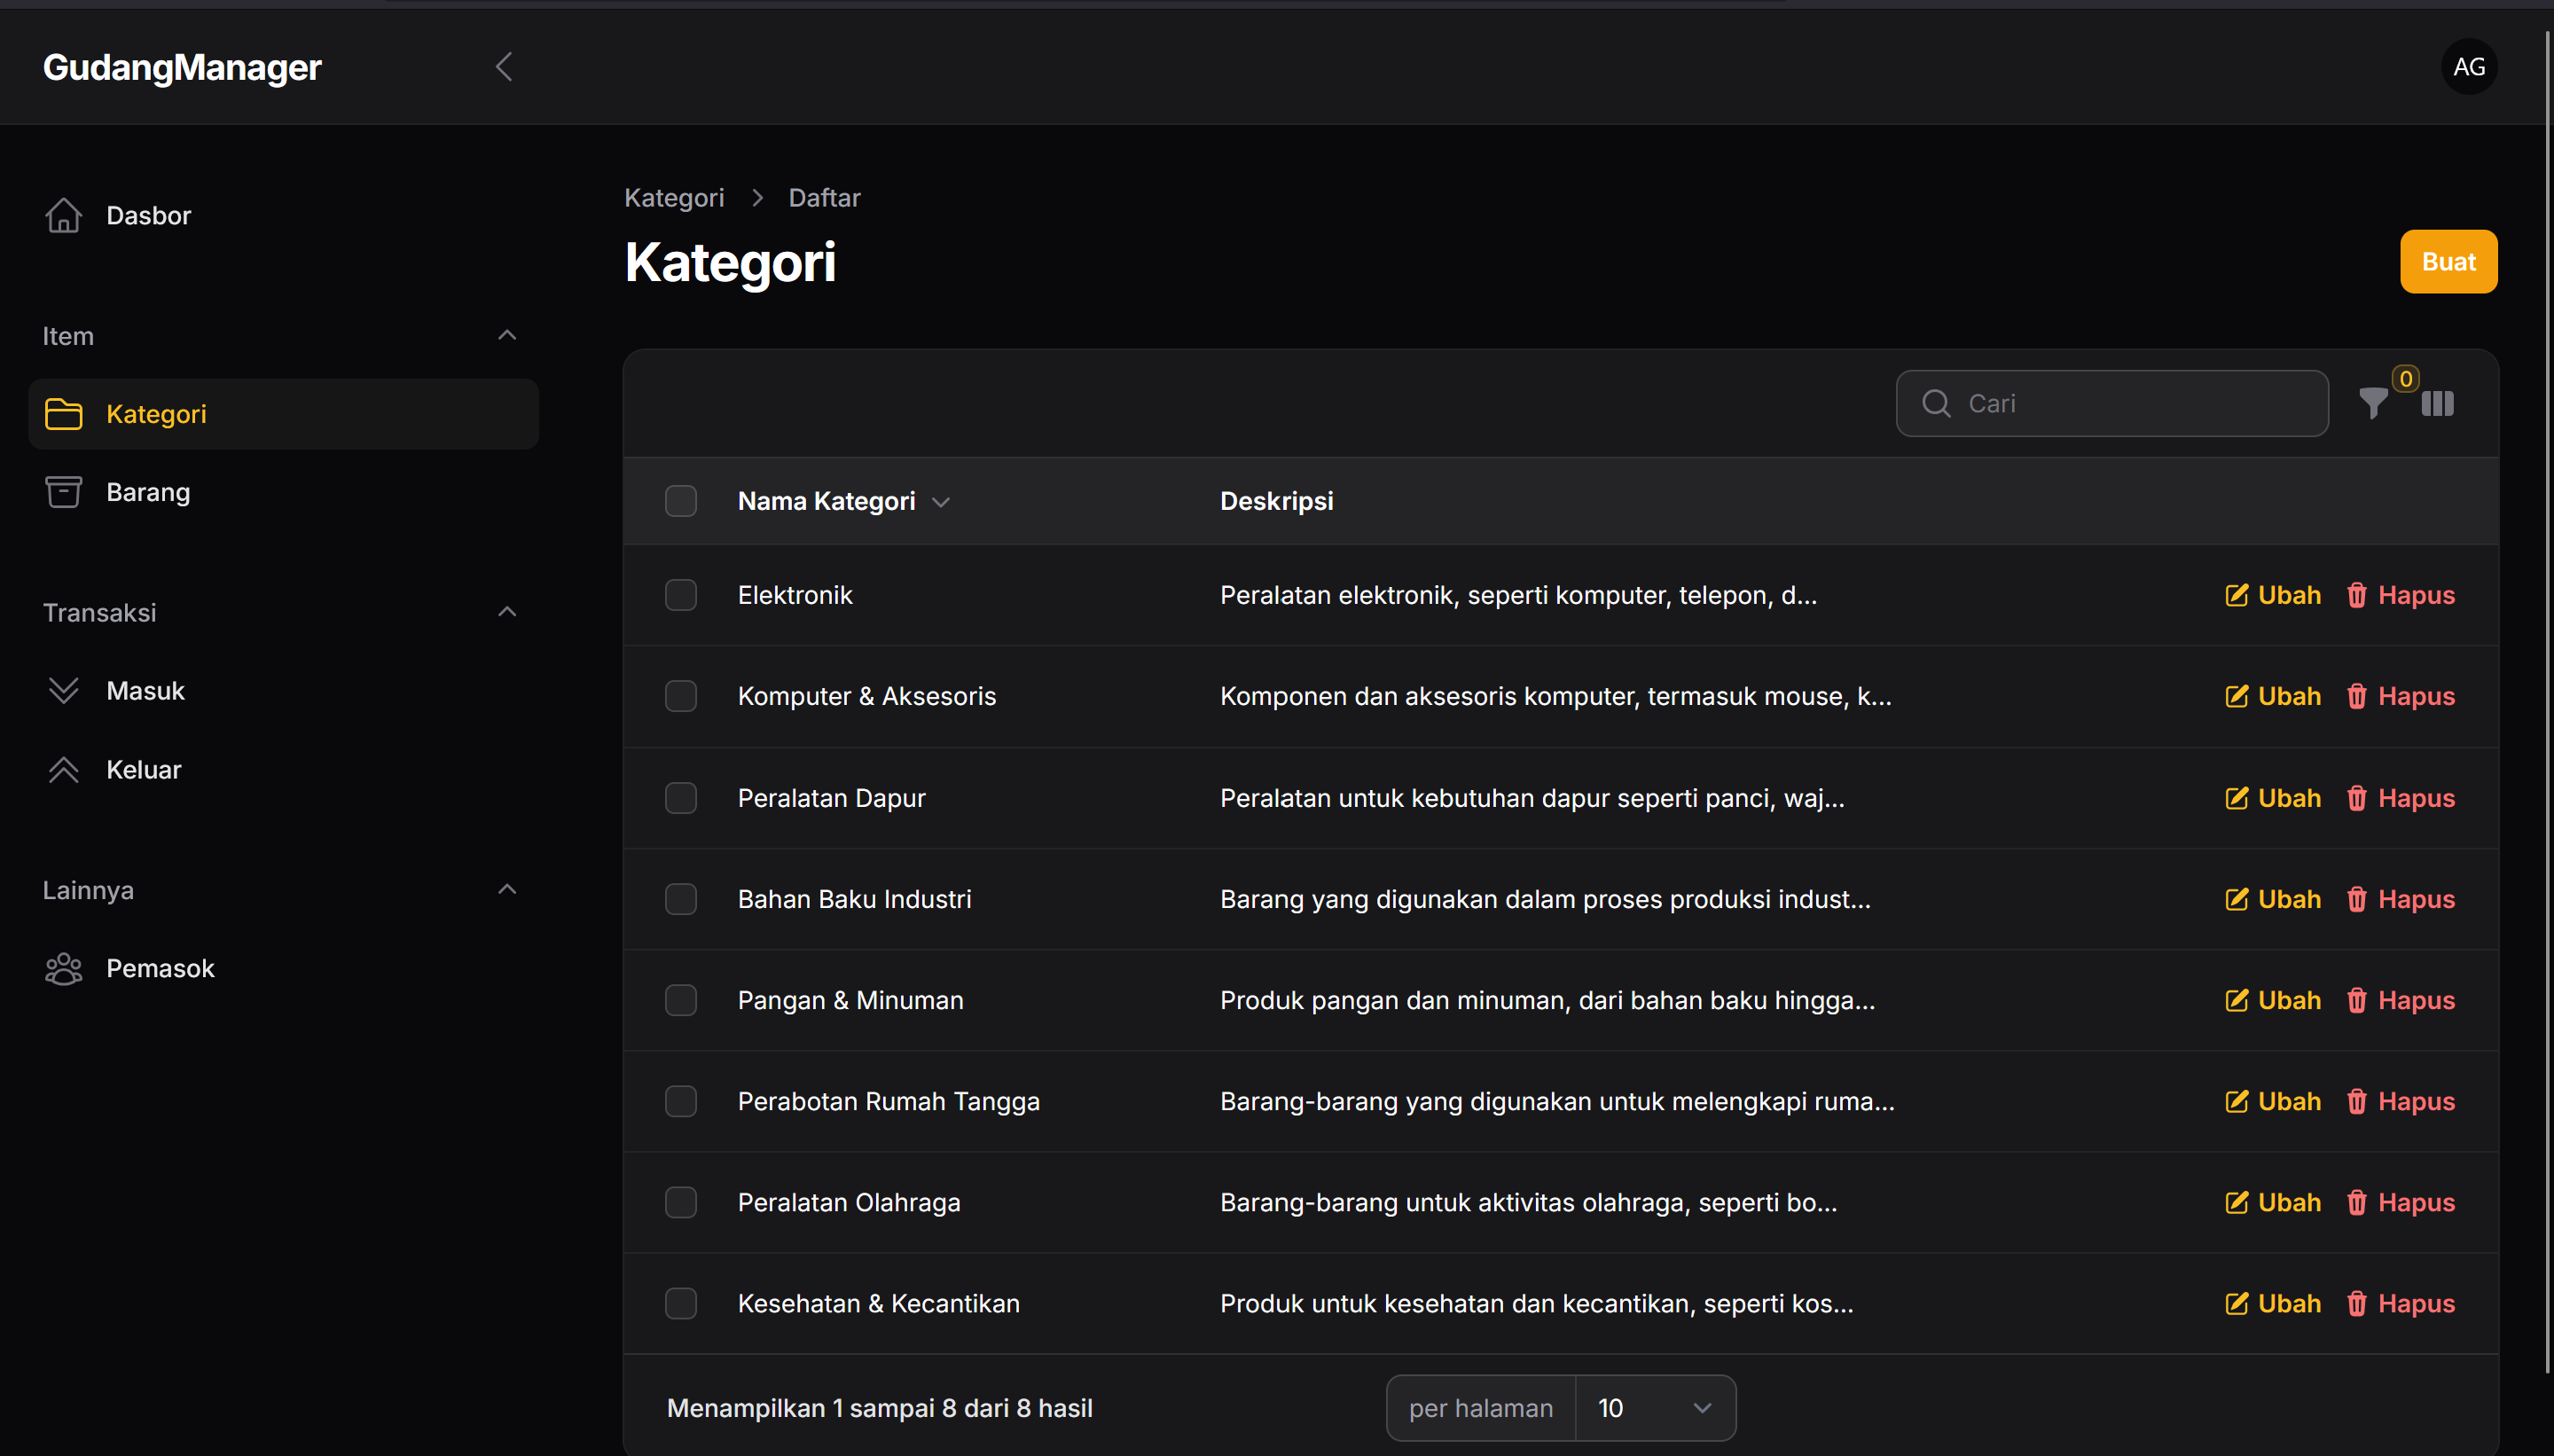 GudangManager
AG
Dasbor
Item
Kategori
Barang
Transaksi
Masuk
Keluar
Lainnya
Pemasok
Kategori Daftar
Kategori
Buat
Cari
0
Nama Kategori Deskripsi
Elektronik Peralatan elektronik, seperti komputer, telepon, d... Ubah Hapus
Komputer & Aksesoris Komponen dan aksesoris komputer, termasuk mouse, k... Ubah Hapus
Peralatan Dapur Peralatan untuk kebutuhan dapur seperti panci, waj... Ubah Hapus
Bahan Baku Industri Barang yang digunakan dalam proses produksi indust... Ubah Hapus
Pangan & Minuman Produk pangan dan minuman, dari bahan baku hingga... Ubah Hapus
Perabotan Rumah Tangga Barang-barang yang digunakan untuk melengkapi ruma... Ubah Hapus
Peralatan Olahraga Barang-barang untuk aktivitas olahraga, seperti bo... Ubah Hapus
Kesehatan & Kecantikan Produk untuk kesehatan dan kecantikan, seperti kos... Ubah Hapus
Menampilkan 1 sampai 8 dari 8 hasil per halaman 10